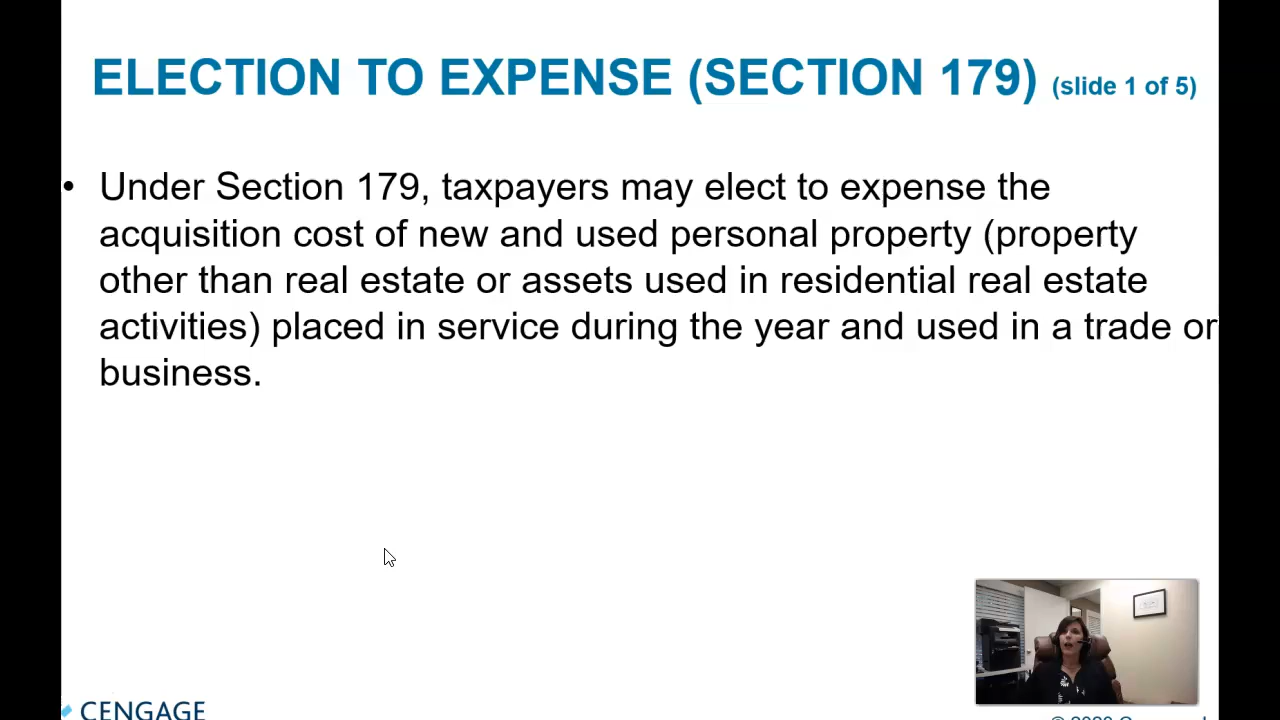 ELECTION TO EXPENSE (SECTION 179) (slide 1 of 5)
• Under Section 179, taxpayers may elect to expense the
acquisition cost of new and used personal property (property
other than real estate or assets used in residential real estate
activities) placed in service during the year and used in a trade or
business.
CENGAGE